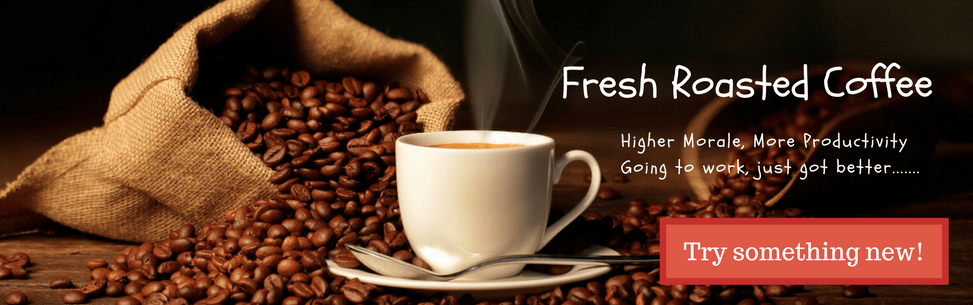 Fresh Roasted Coffee
Higher Morale, More Productivity
Going to work, just got better.......
Try something new!